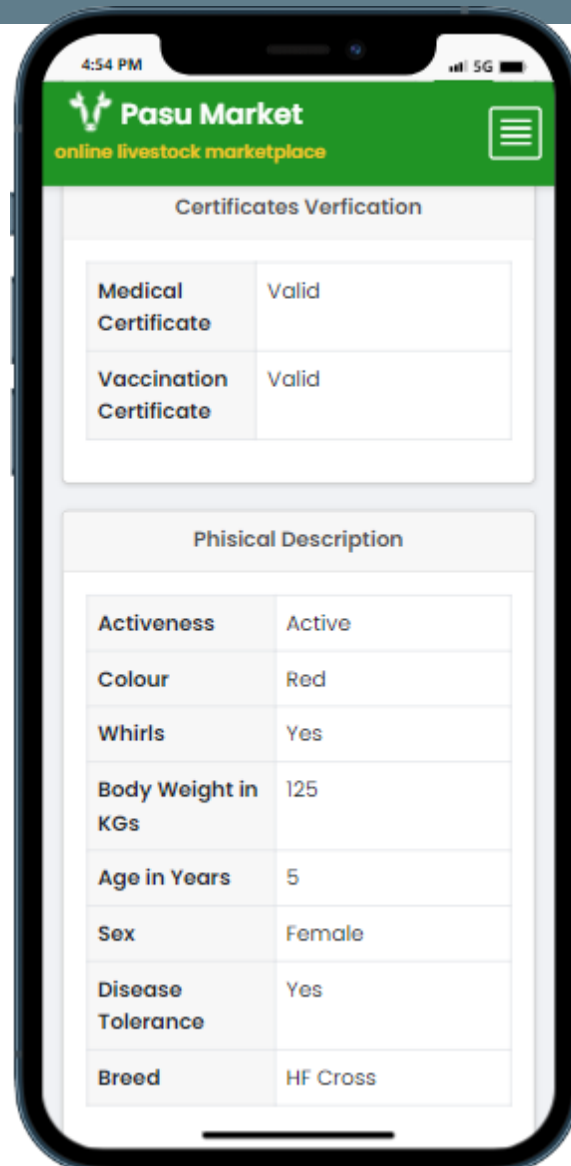 4:54 PM
5G
Pasu Market
online livestock marketplace
Certificates Verfication
Medical Certificate Valid
Vaccination Certificate Valid
Phisical Description
Activeness Active
Colour Red
Whirls Yes
Body Weight in KGs 125
Age in Years 5
Sex Female
Disease Tolerance Yes
Breed HF Cross